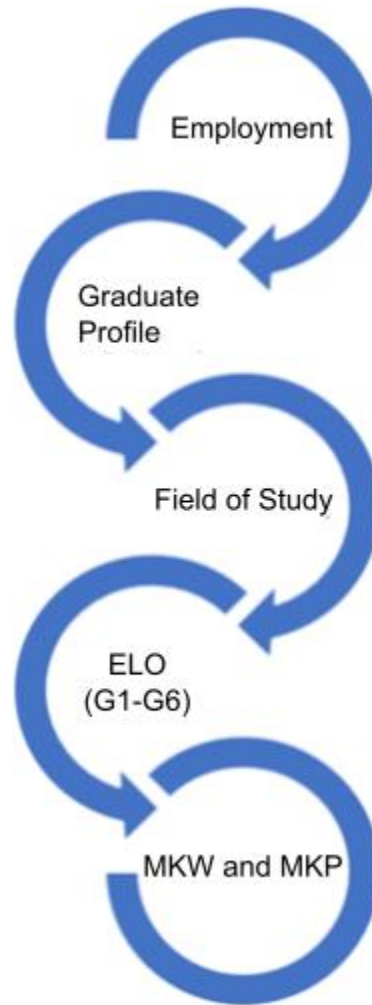 Employment
Graduate
Profile
Field of Study
ELO
(G1-G6)
MKW and MKP